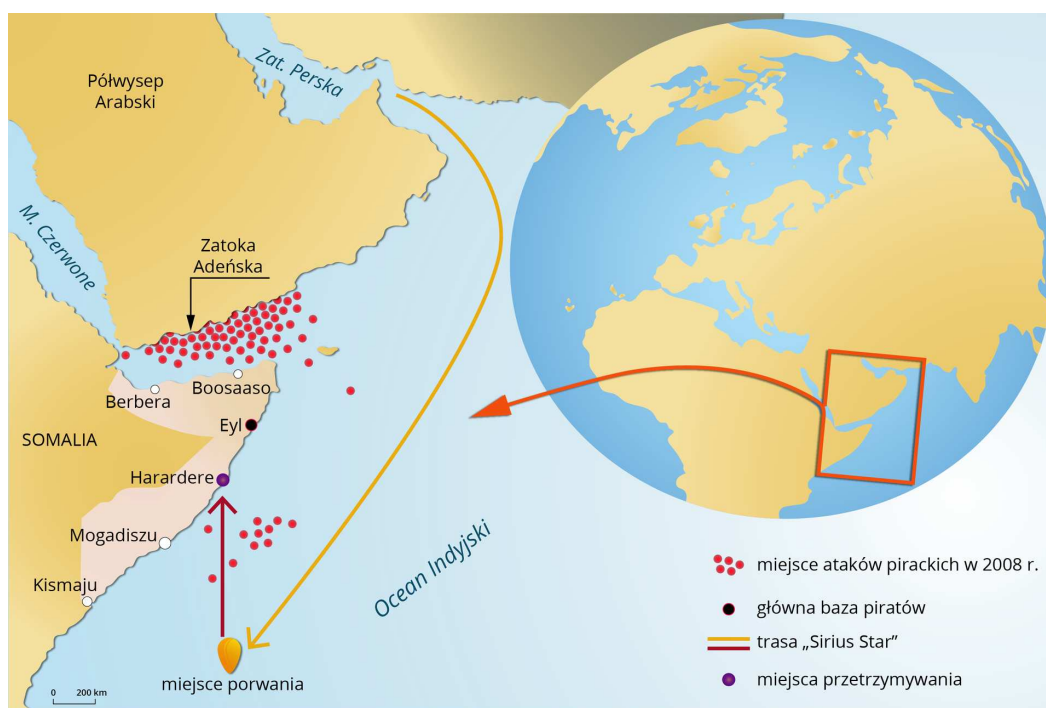 Zat. Perska
Półwysep
Arabski
M. Czerwone
Zatoka
Adeńska
Boosaaso
Berbera
Eyl
SOMALIA
Harardere
Mogadiszu
Kismaju
Ocean Indyjski
miejsce porwania
0 200 km
miejsce ataków pirackich w 2008 r.
główna baza piratów
trasa „Sirius Star”
miejsca przetrzymywania